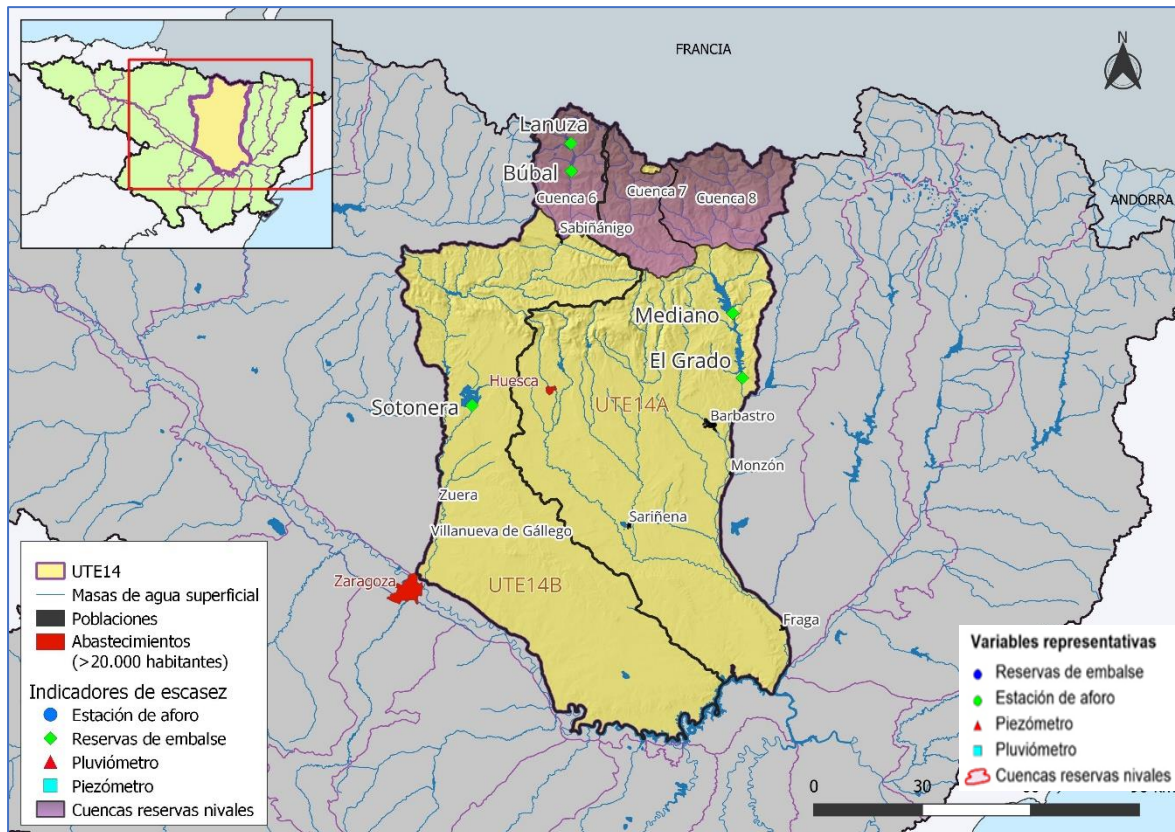 FRANCIA
N
ANDORRA
Lanuza
Búbal
Cuenca 6
Cuenca 7
Cuenca 8
Sabiñánigo
Mediano
El Grado
Huesca
UTE14A
Sotonera
Barbastro
Monzón
Zuera
Sariñena
Villanueva de Gállego
Zaragoza
UTE14B
Fraga
UTE14
Masas de agua superficial
Poblaciones
Abastecimientos
(>20.000 habitantes)
Indicadores de escasez
Estación de aforo
Reservas de embalse
Pluviómetro
Piezómetro
Cuencas reservas nivales
Variables representativas
Reservas de embalse
Estación de aforo
Piezómetro
Pluviómetro
Cuencas reservas nivales
0 30